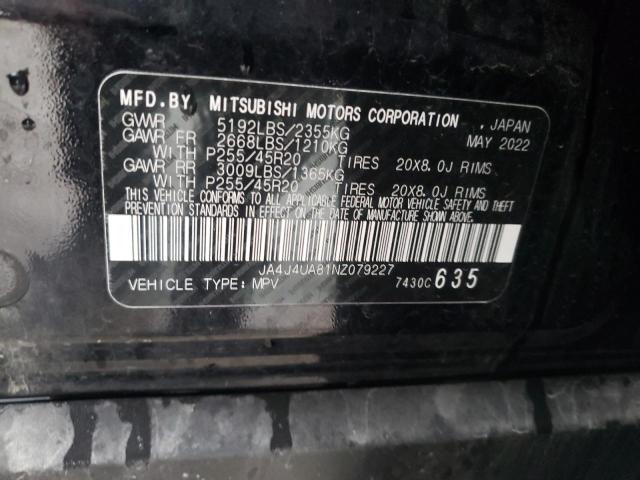 MFD.BY MITSUBISHI MOTORS CORPORATION , JAPAN
GVWR 5192LBS/2355KG MAY 2022
GAWR FR 2668LBS/1210KG
WITH P255/45R20 TIRES 20X8.0J RIMS
GAWR RR 3009LBS/1365KG
WITH P255/45R20 TIRES 20X8.0J RIMS
THIS VEHICLE CONFORMS TO ALL APPLICABLE FEDERAL MOTOR VEHICLE SAFETY AND THEFT
PREVENTION STANDARDS IN EFFECT ON THE DATE OF MANUFACTURE SHOWN ABOVE.
JA4J4UA81NZ079227
VEHICLE TYPE: MPV 7430C 635